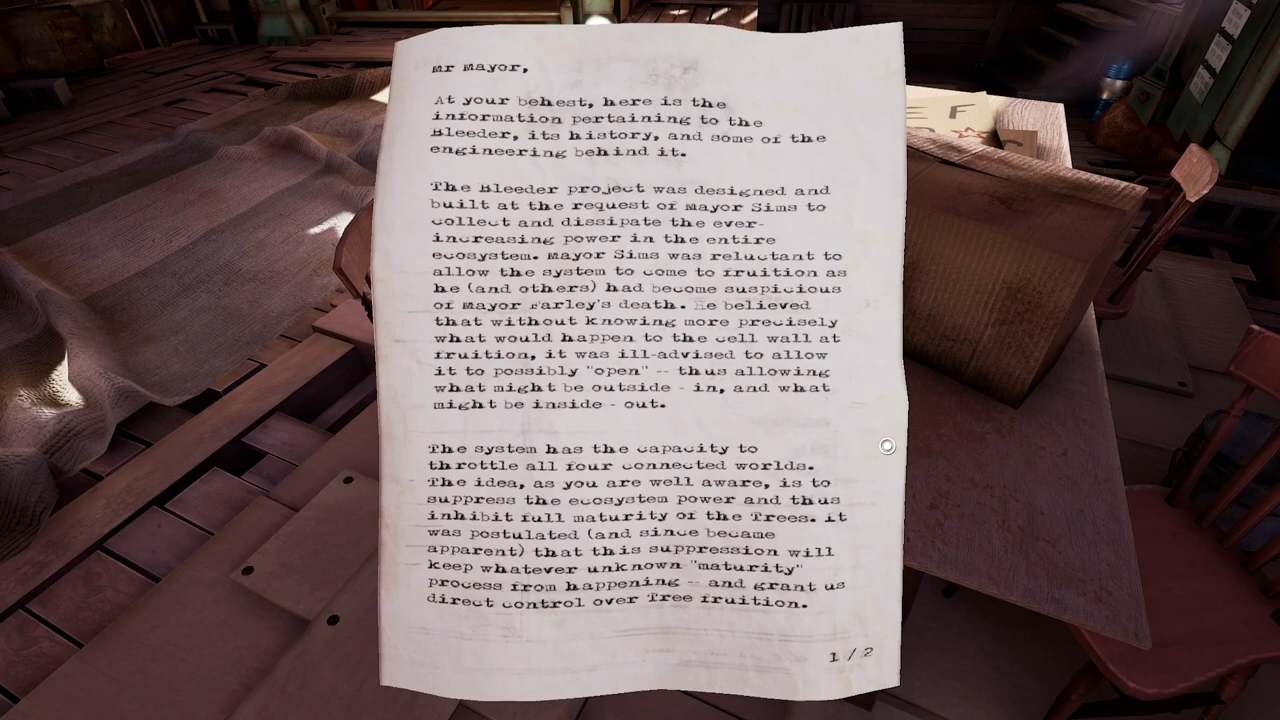 Mr Mayor,
At your behest, here is the
information pertaining to the
Bleeder, its history, and some of the
engineering behind it.
The Bleeder project was designed and
built at the request of Mayor Sims to
collect and dissipate the ever-
increasing power in the entire
ecosystem. Mayor Sims was reluctant to
allow the system to come to fruition as
he (and others) had become suspicious
of Mayor Farley's death. He believed
that without knowing more precisely
what would happen to the cell wall at
fruition, it was ill-advised to allow
it to possibly "open" -- thus allowing
what might be outside - in, and what
might be inside - out.
The system has the capacity to
throttle all four connected worlds.
The idea, as you are well aware, is to
suppress the ecosystem power and thus
inhibit full maturity of the Trees. It
was postulated (and since became
apparent) that this suppression will
keep whatever unknown "maturity"
process from happening -- and grant us
direct control over Tree fruition.
1 / 2
E F